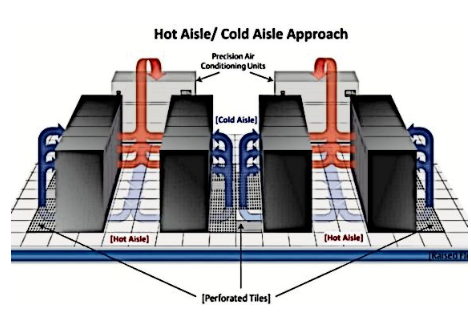 Hot Aisle/ Cold Aisle Approach
Precision Air
Conditioning Units
[Cold Aisle]
[Hot Aisle]
[Hot Aisle]
[Perforated Tiles]